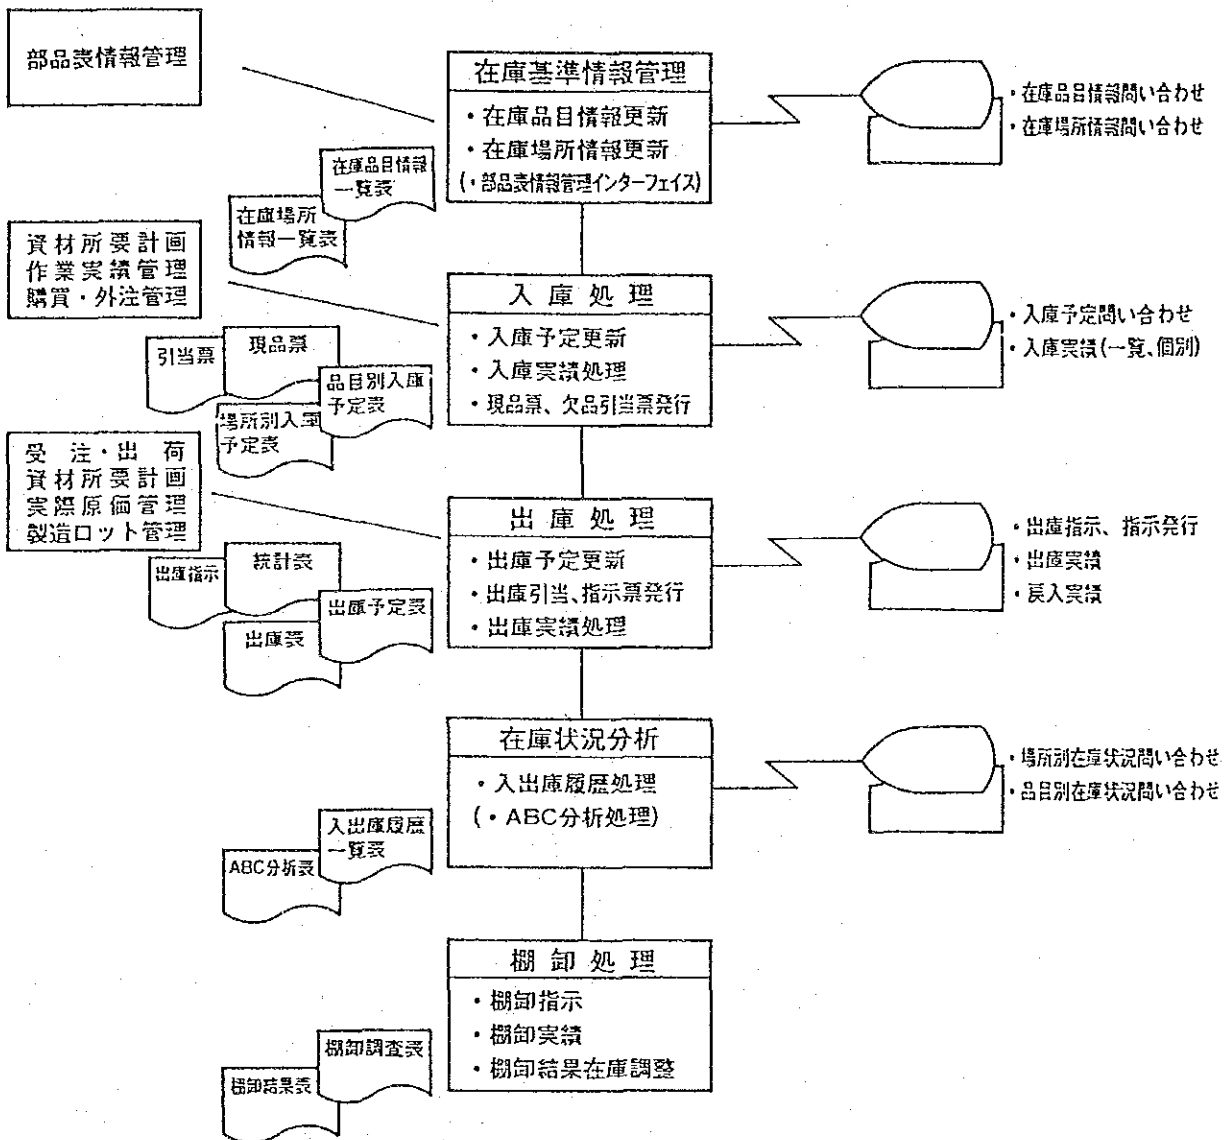 部品表情報管理
在庫基準情報管理
・在庫品目情報更新
・在庫場所情報更新
(・部品表情報管理インターフェイス)
・在庫品目情報問い合わせ
・在庫場所情報問い合わせ
在庫品目情報
一覧表
在庫場所
情報一覧表
資材所要計画
作業実績管理
購買・外注管理
入庫処理
・入庫予定更新
・入庫実績処理
・現品票、欠品引当票発行
・入庫予定問い合わせ
・入庫実績(一覧、個別)
引当票
現品票
品目別入庫
予定表
場所別入庫
予定表
受注・出荷
資材所要計画
実際原価管理
製造ロット管理
出庫処理
・出庫予定更新
・出庫引当、指示票発行
・出庫実績処理
・出庫指示、指示発行
・出庫実績
・戻入実績
出庫指示
統計表
出庫予定表
出庫表
在庫状況分析
・入出庫履歴処理
(・ABC分析処理)
・場所別在庫状況問い合わせ
・品目別在庫状況問い合わせ
入出庫履歴
一覧表
ABC分析表
棚卸処理
・棚卸指示
・棚卸実績
・棚卸結果在庫調整
棚卸調査表
棚卸結果表